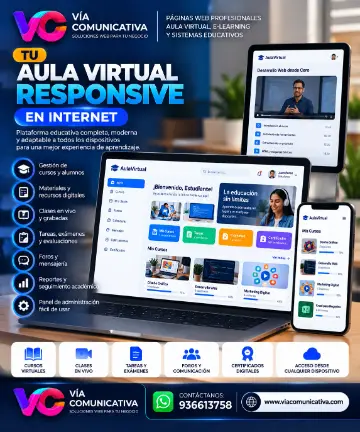 VÍA
COMUNICATIVA
SOLUCIONES WEB PARA TU NEGOCIO
PÁGINAS WEB PROFESIONALES
AULA VIRTUAL, E-LEARNING
Y SISTEMAS EDUCATIVOS
TU
AULA VIRTUAL
RESPONSIVE
EN INTERNET
Plataforma educativa completa, moderna
y adaptable a todos los dispositivos
para una mejor experiencia de aprendizaje.
Gestión de
cursos y alumnos
Materiales y
recursos digitales
Clases en vivo
y grabadas
Tareas, exámenes
y evaluaciones
Foros y
mensajería
Reportes y
seguimiento académico
Panel de administración
fácil de usar
AulaVirtual
Desarrollo Web desde Cero
AulaVirtual
¡Bienvenido, Estudiante!
La educación
sin límites
Mis Cursos
Marketing Digital
AulaVirtual
Mis Cursos
CURSOS
VIRTUALES
CLASES
EN VIVO
TAREAS Y
EXÁMENES
FOROS Y
COMUNICACIÓN
CERTIFICADOS
DIGITALES
ACCESO DESDE
CUALQUIER DISPOSITIVO
VÍA
COMUNICATIVA
SOLUCIONES WEB PARA TU NEGOCIO
CONTÁCTANOS:
936613758
www.viacomunicativa.com